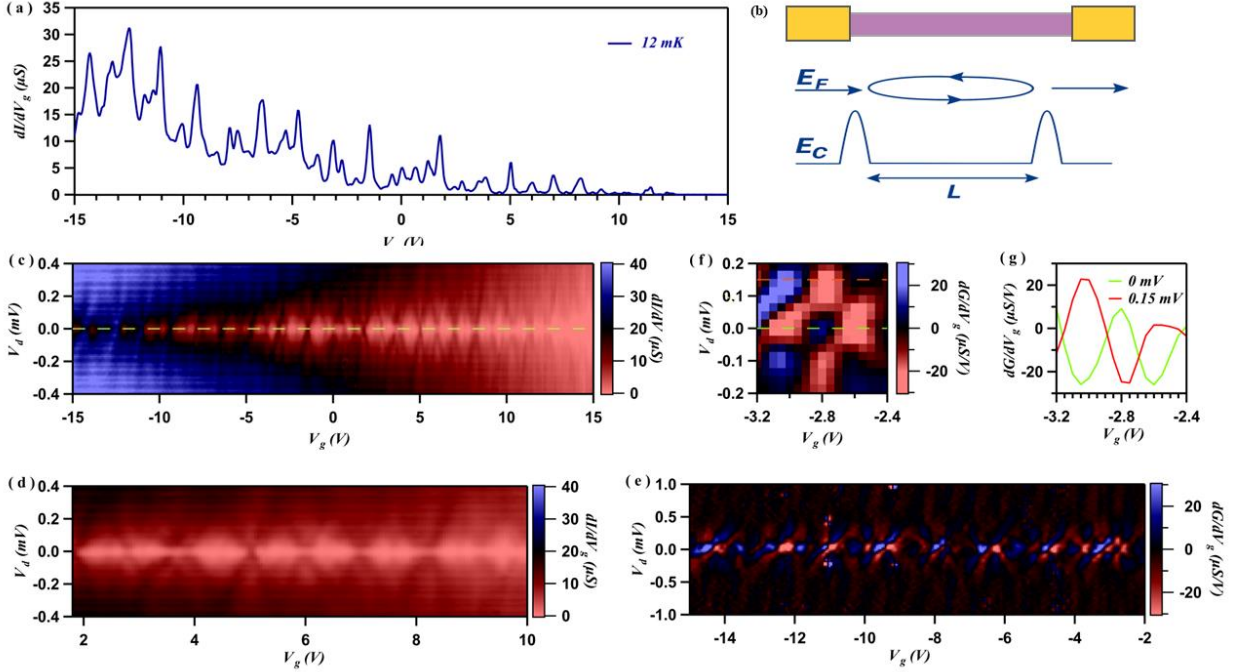 ( a )
35
30
25
20
15
10
5
0
dI/dVg (µS)
12 mK
-15 -10 -5 0 5 10 15
V (V)
( b )
EF
EC
L
( c )
0.4
0.2
0.0
-0.2
-0.4
Vd (mV)
-15 -10 -5 0 5 10 15
Vg (V)
40
30
20
10
0
dI/dV (µS)
( f )
0.2
0.1
0.0
-0.1
-0.2
Vd (mV)
-3.2 -2.8 -2.4
Vg (V)
20
0
-20
dG/dVg (µS/V)
( g )
20
0
-20
dG/dVg (µS/V)
0 mV
0.15 mV
-3.2 -2.8 -2.4
Vg (V)
( d )
0.4
0.2
0.0
-0.2
-0.4
Vd (mV)
2 4 6 8 10
Vg (V)
40
30
20
10
0
dI/dVg (µS)
( e )
1.0
0.5
0.0
-0.5
-1.0
Vd (mV)
-14 -12 -10 -8 -6 -4 -2
Vg (V)
20
0
-20
dG/dVg (µS/V)